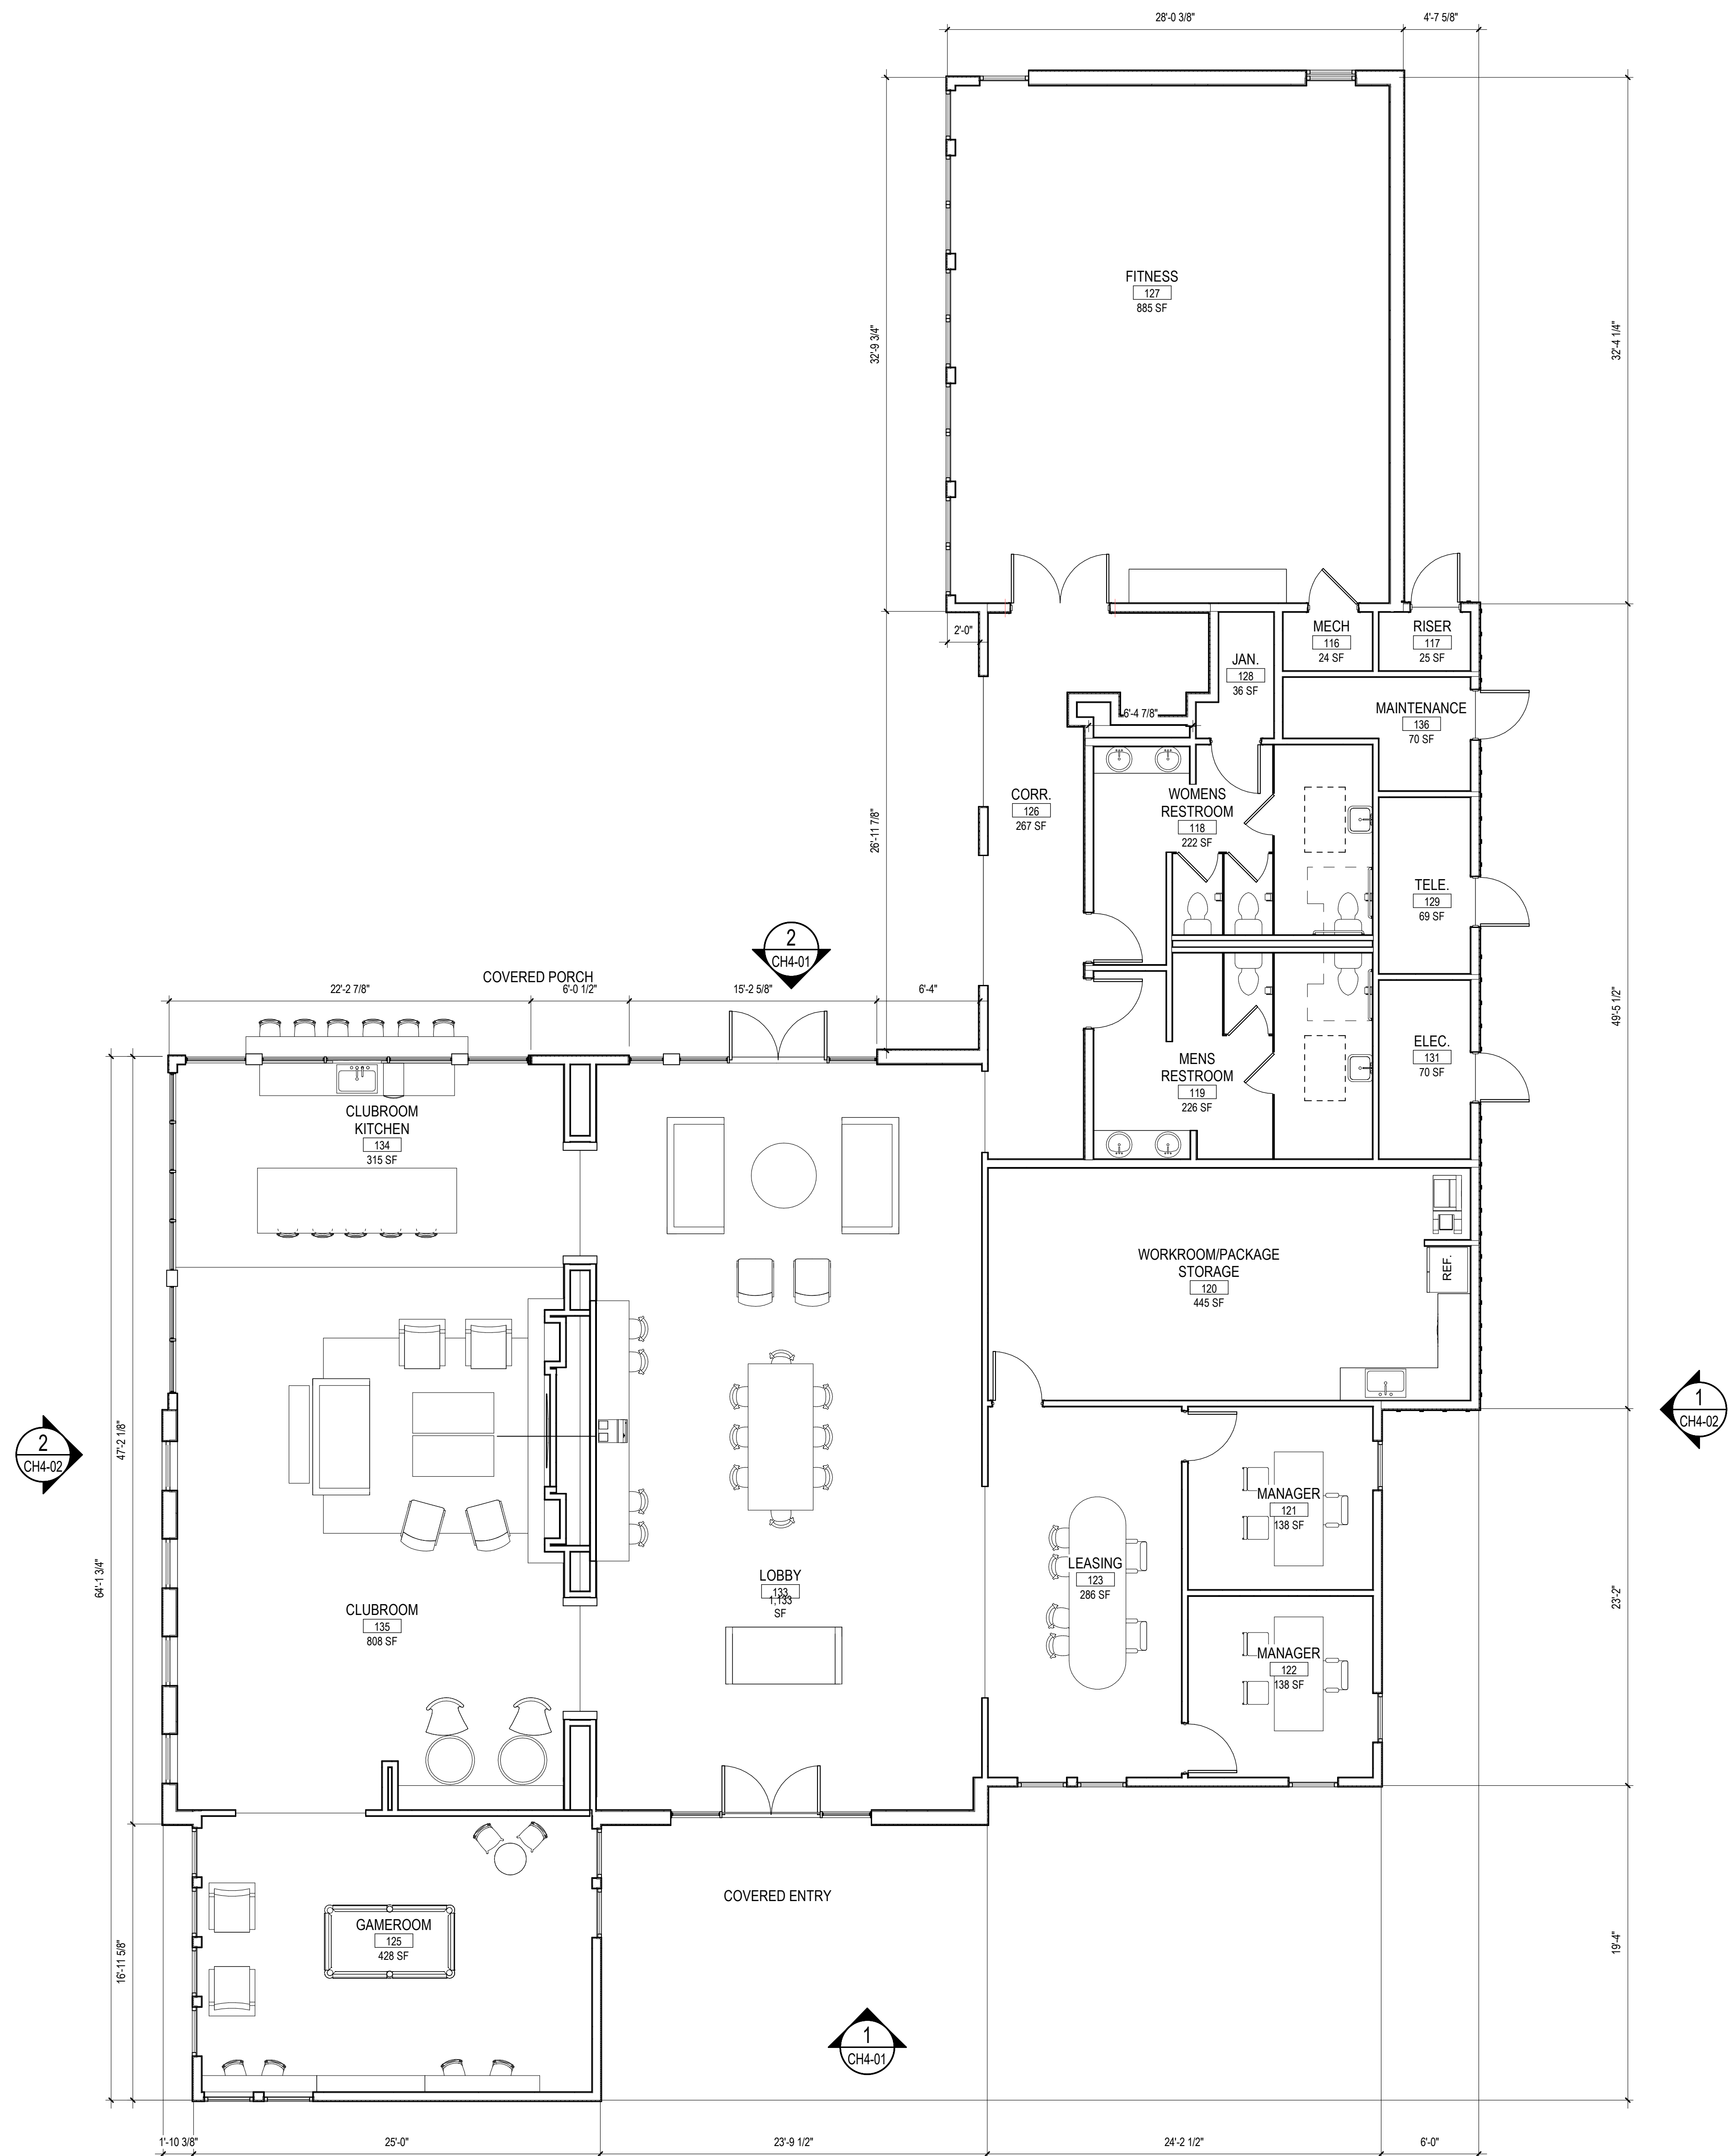 28'-0 3/8"
4'-7 5/8"
FITNESS
127
885 SF
32'-9 3/4"
32'-4 1/4"
2'-0"
MECH
116
24 SF
RISER
117
25 SF
JAN.
128
36 SF
6'-4 7/8"
MAINTENANCE
136
70 SF
CORR.
126
267 SF
WOMENS
RESTROOM
118
222 SF
26'-11 7/8"
TELE.
129
69 SF
2
CH4-01
COVERED PORCH
22'-2 7/8"
6'-0 1/2"
15'-2 5/8"
6'-4"
49'-5 1/2"
ELEC.
131
70 SF
MENS
RESTROOM
119
226 SF
CLUBROOM
KITCHEN
134
315 SF
WORKROOM/PACKAGE
STORAGE
120
445 SF
REF.
2
CH4-02
47'-2 1/8"
64'-1 3/4"
1
CH4-02
MANAGER
121
138 SF
LEASING
123
286 SF
LOBBY
133
1,133
SF
CLUBROOM
135
808 SF
23'-2"
MANAGER
122
138 SF
COVERED ENTRY
GAMEROOM
125
428 SF
16'-11 5/8"
19'-4"
1
CH4-01
1'-10 3/8"
25'-0"
23'-9 1/2"
24'-2 1/2"
6'-0"